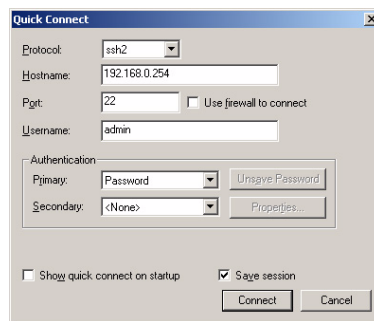 Quick Connect
Protocol: ssh2
Hostname: 192.168.0.254
Port: 22 Use firewall to connect
Username: admin
Authentication
Primary: Password Unsave Password
Secondary: <None> Properties...
Show quick connect on startup Save session
Connect Cancel